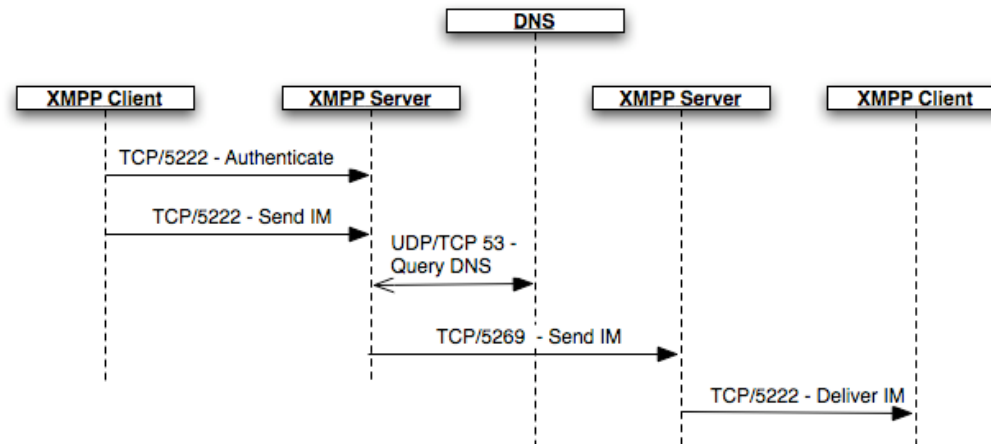 DNS
XMPP Client
XMPP Server
XMPP Server
XMPP Client
TCP/5222 - Authenticate
TCP/5222 - Send IM
UDP/TCP 53 -
Query DNS
TCP/5269 - Send IM
TCP/5222 - Deliver IM